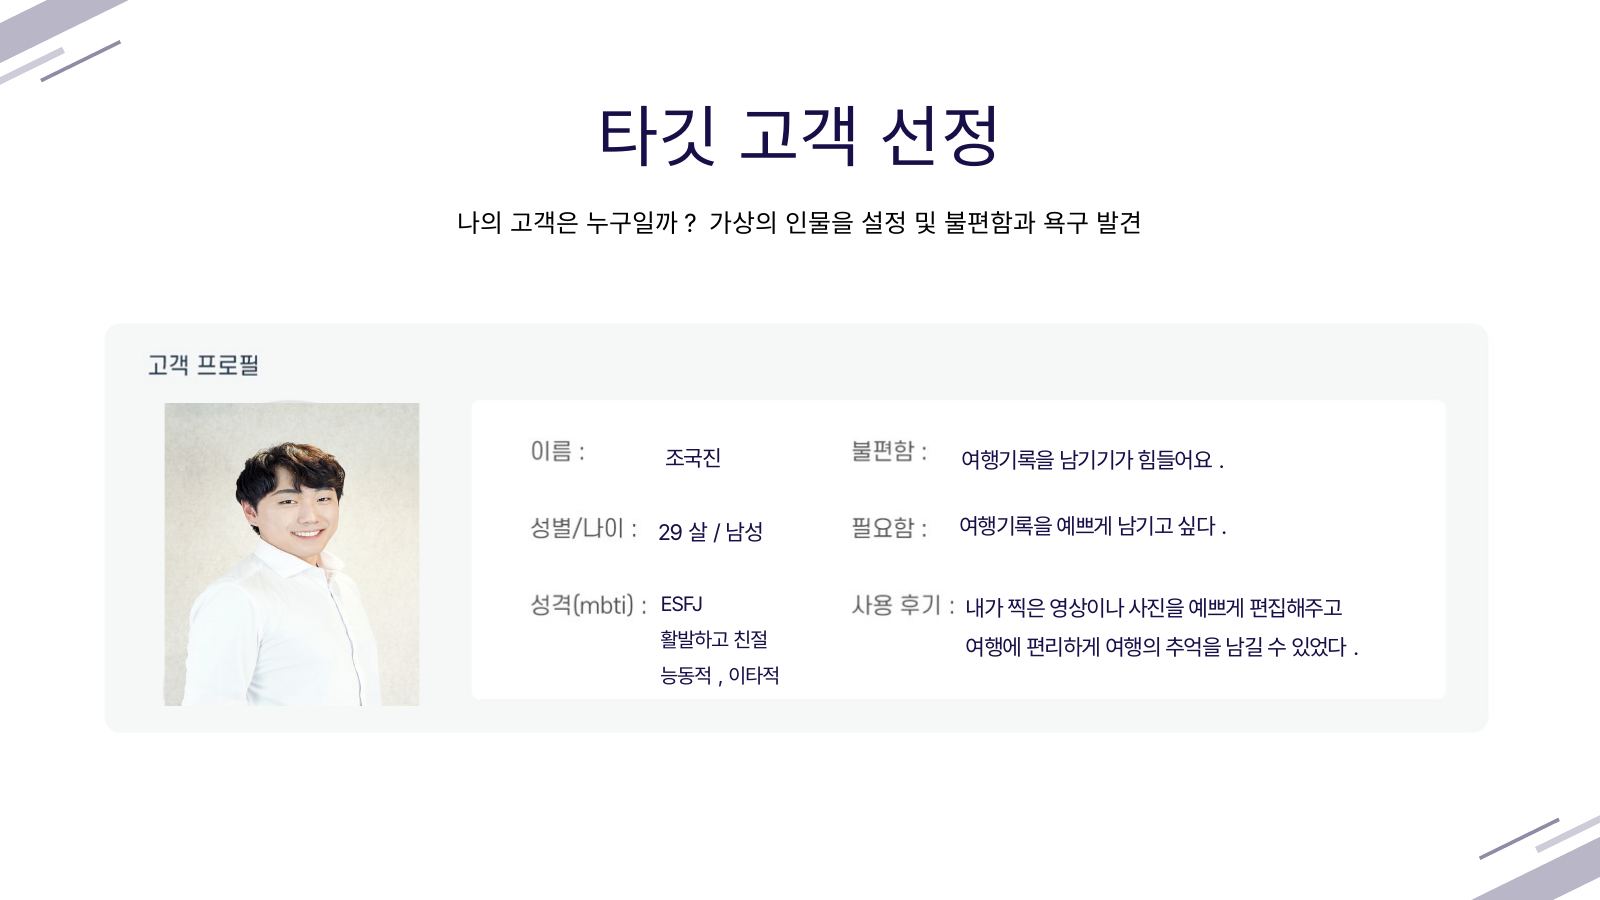 타깃 고객 선정
나의 고객은 누구일까 ? 가상의 인물을 설정 및 불편함과 욕구 발견
고객 프로필
이름 : 조국진
성별/나이 : 29 살 / 남성
성격(mbti) : ESFJ
활발하고 친절
능동적 , 이타적
불편함 : 여행기록을 남기기가 힘들어요 .
필요함 : 여행기록을 예쁘게 남기고 싶다 .
사용 후기 : 내가 찍은 영상이나 사진을 예쁘게 편집해주고
여행에 편리하게 여행의 추억을 남길 수 있었다 .